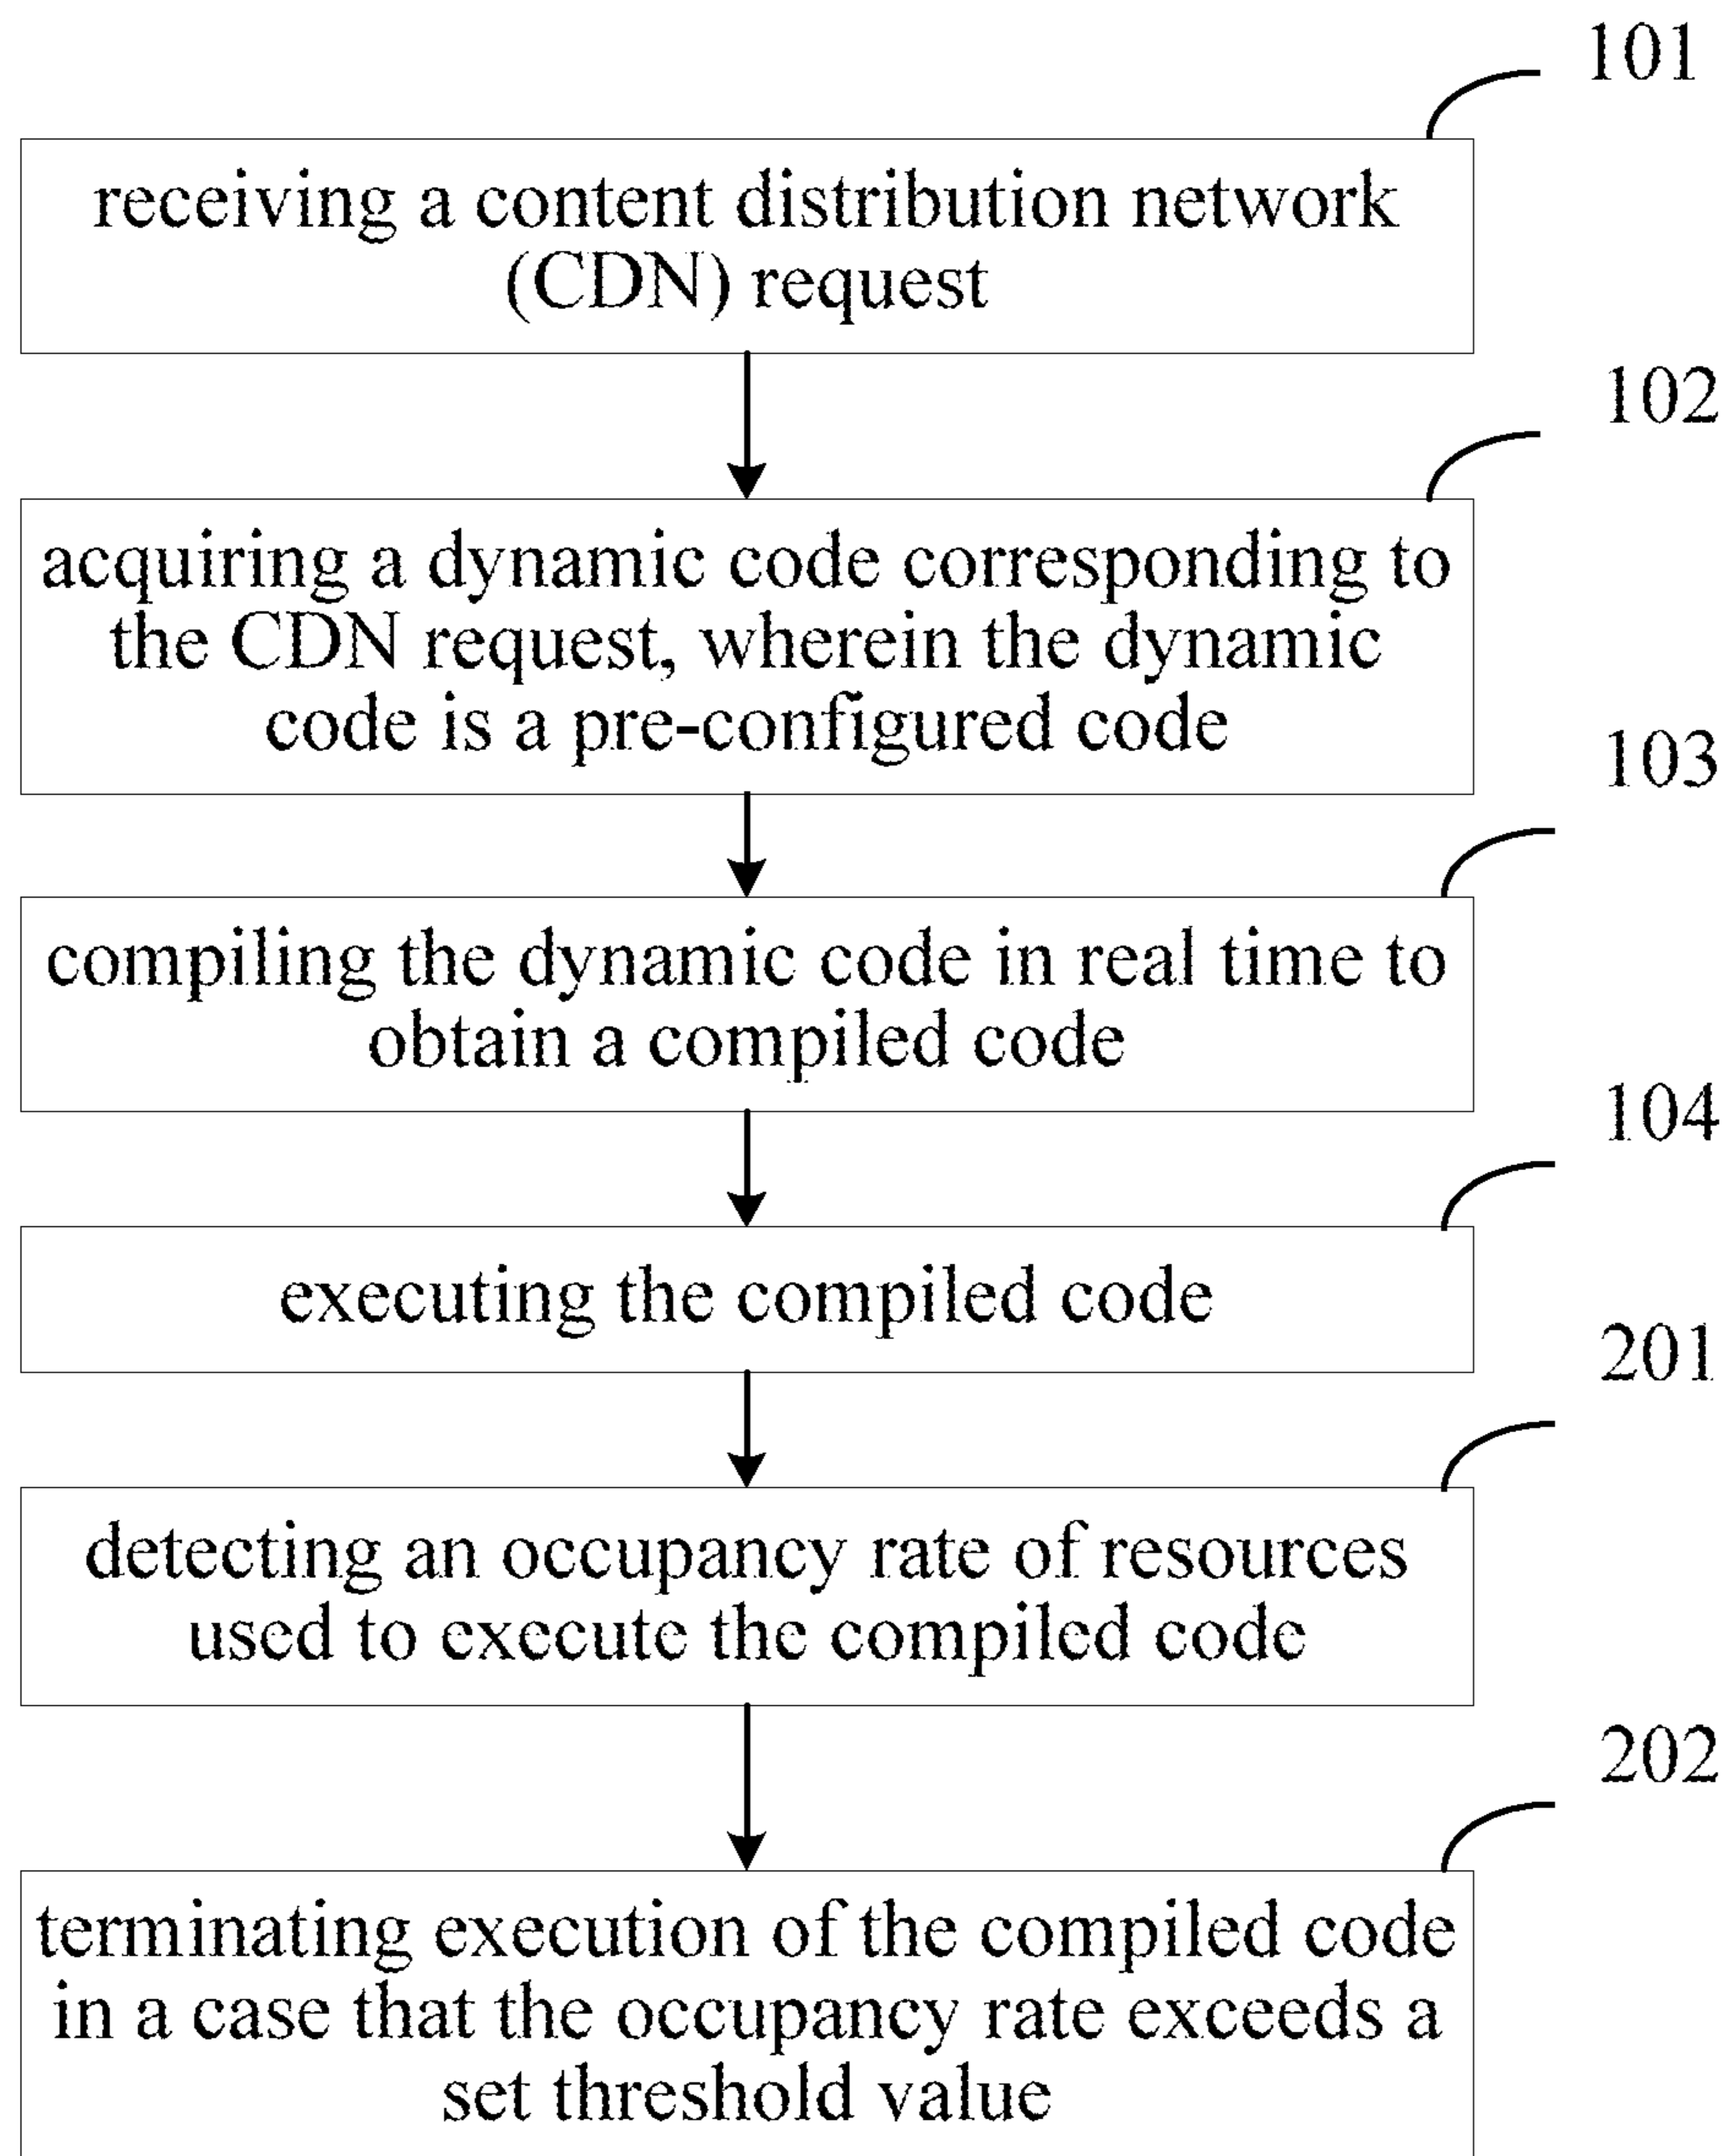 101
receiving a content distribution network
(CDN) request
102
acquiring a dynamic code corresponding to
the CDN request, wherein the dynamic
code is a pre-configured code
103
compiling the dynamic code in real time to
obtain a compiled code
104
executing the compiled code
201
detecting an occupancy rate of resources
used to execute the compiled code
202
terminating execution of the compiled code
in a case that the occupancy rate exceeds a
set threshold value